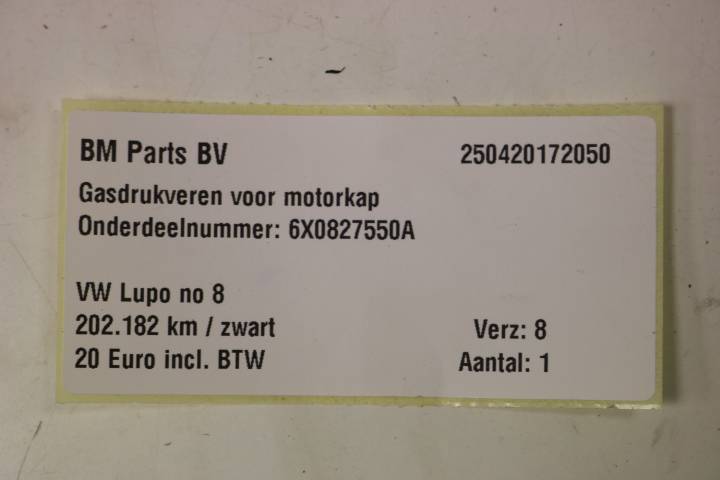 BM Parts BV 250420172050
Gasdrukveren voor motorkap
Onderdeelnummer: 6X0827550A
VW Lupo no 8
202.182 km / zwart Verz: 8
20 Euro incl. BTW Aantal: 1